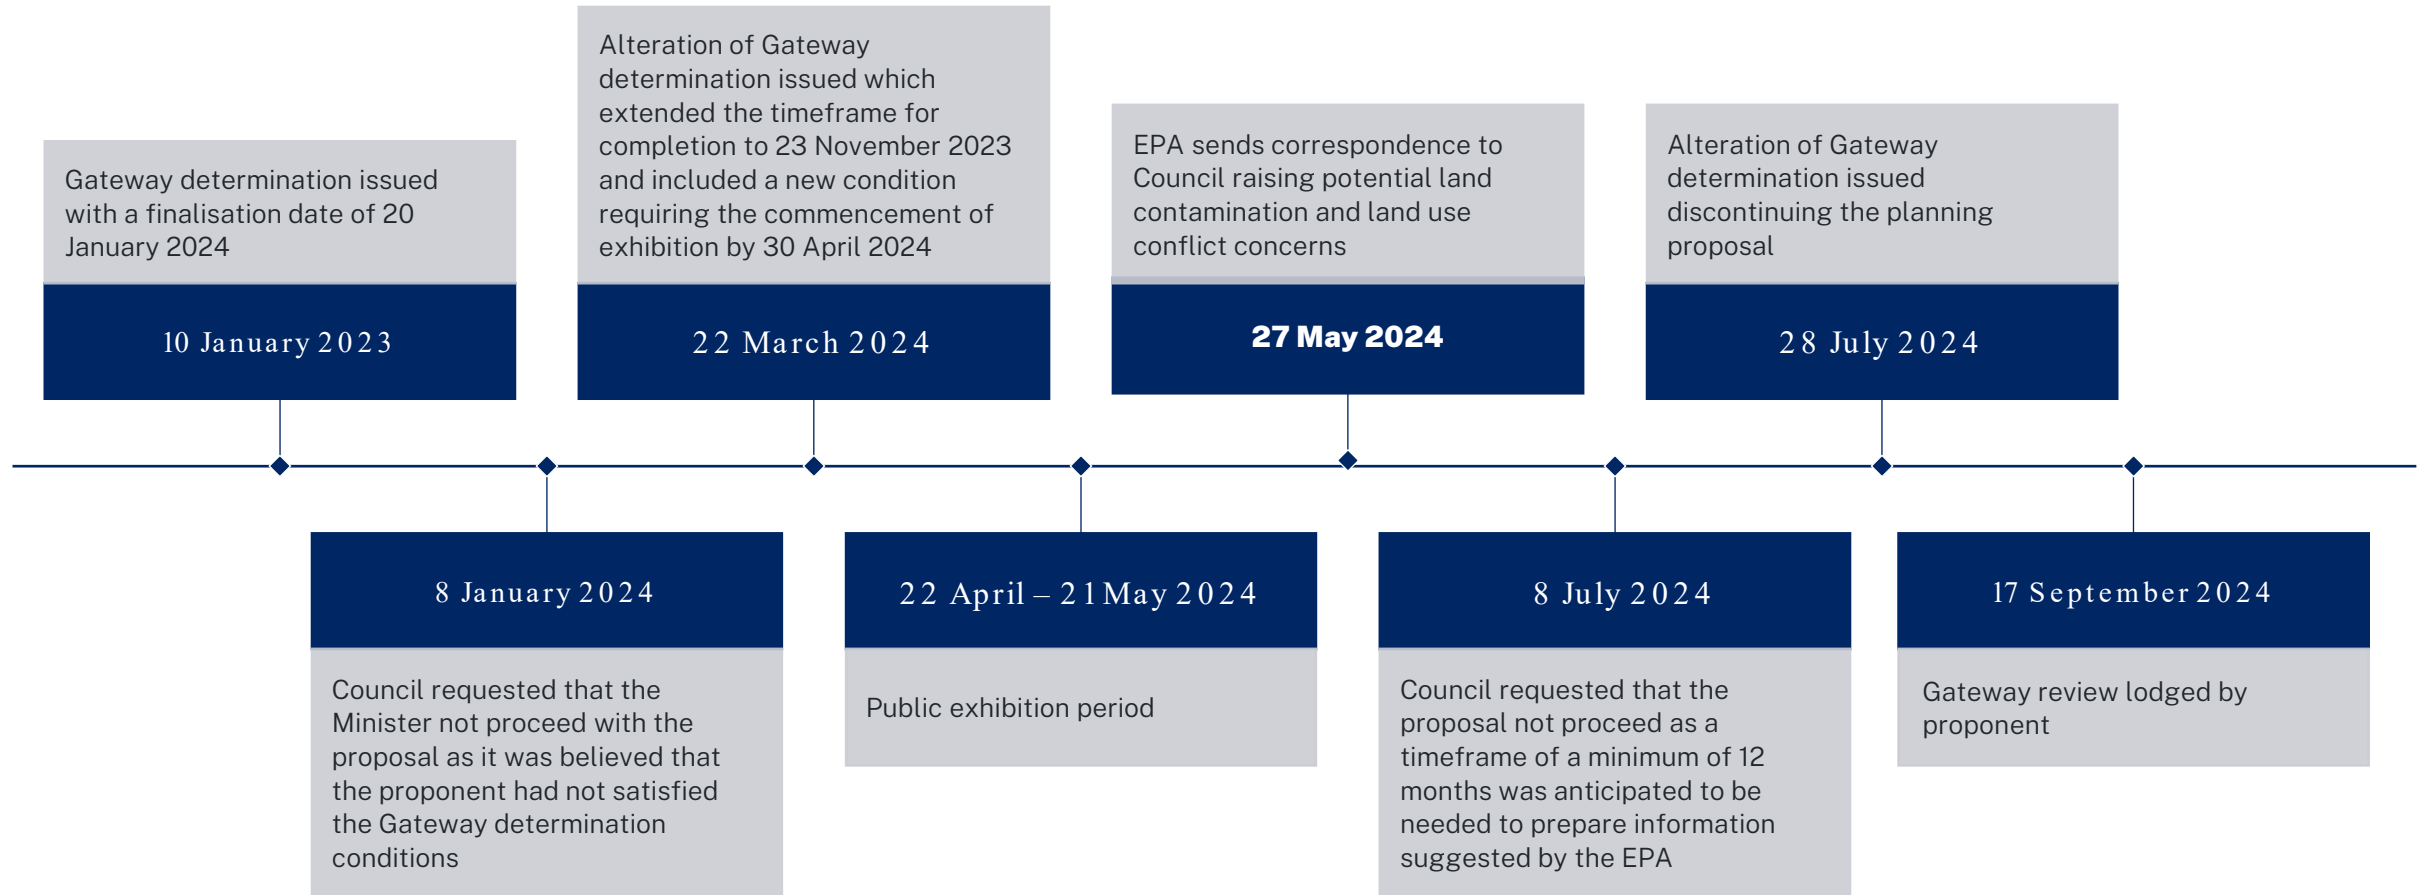 Gateway determination issued
with a finalisation date of 20
January 2024
10 January 2023
8 January 2024
Council requested that the
Minister not proceed with the
proposal as it was believed that
the proponent had not satisfied
the Gateway determination
conditions
Alteration of Gateway
determination issued which
extended the timeframe for
completion to 23 November 2023
and included a new condition
requiring the commencement of
exhibition by 30 April 2024
22 March 2024
22 April – 21 May 2024
Public exhibition period
EPA sends correspondence to
Council raising potential land
contamination and land use
conflict concerns
27 May 2024
8 July 2024
Council requested that the
proposal not proceed as a
timeframe of a minimum of 12
months was anticipated to be
needed to prepare information
suggested by the EPA
Alteration of Gateway
determination issued
discontinuing the planning
proposal
28 July 2024
17 September 2024
Gateway review lodged by
proponent